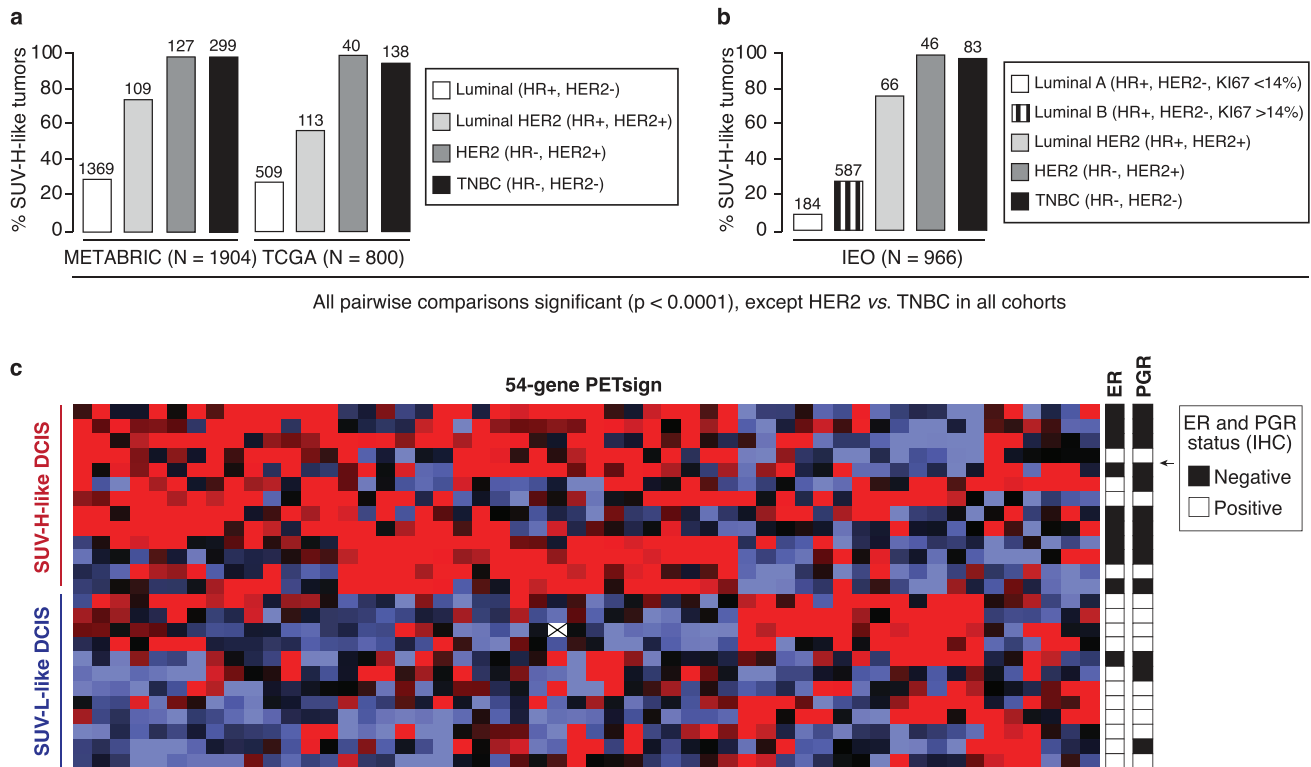 a
% SUV-H-like tumors
100
80
60
40
20
0
1369
109
127
299
509
113
40
138
METABRIC (N = 1904)
TCGA (N = 800)
Luminal (HR+, HER2-)
Luminal HER2 (HR+, HER2+)
HER2 (HR-, HER2+)
TNBC (HR-, HER2-)
b
% SUV-H-like tumors
100
80
60
40
20
0
184
587
66
46
83
IEO (N = 966)
Luminal A (HR+, HER2-, KI67 <14%)
Luminal B (HR+, HER2-, KI67 >14%)
Luminal HER2 (HR+, HER2+)
HER2 (HR-, HER2+)
TNBC (HR-, HER2-)
All pairwise comparisons significant (p < 0.0001), except HER2 vs. TNBC in all cohorts
c
54-gene PETsign
ER
PGR
SUV-H-like DCIS
SUV-L-like DCIS
ER and PGR
status (IHC)
Negative
Positive